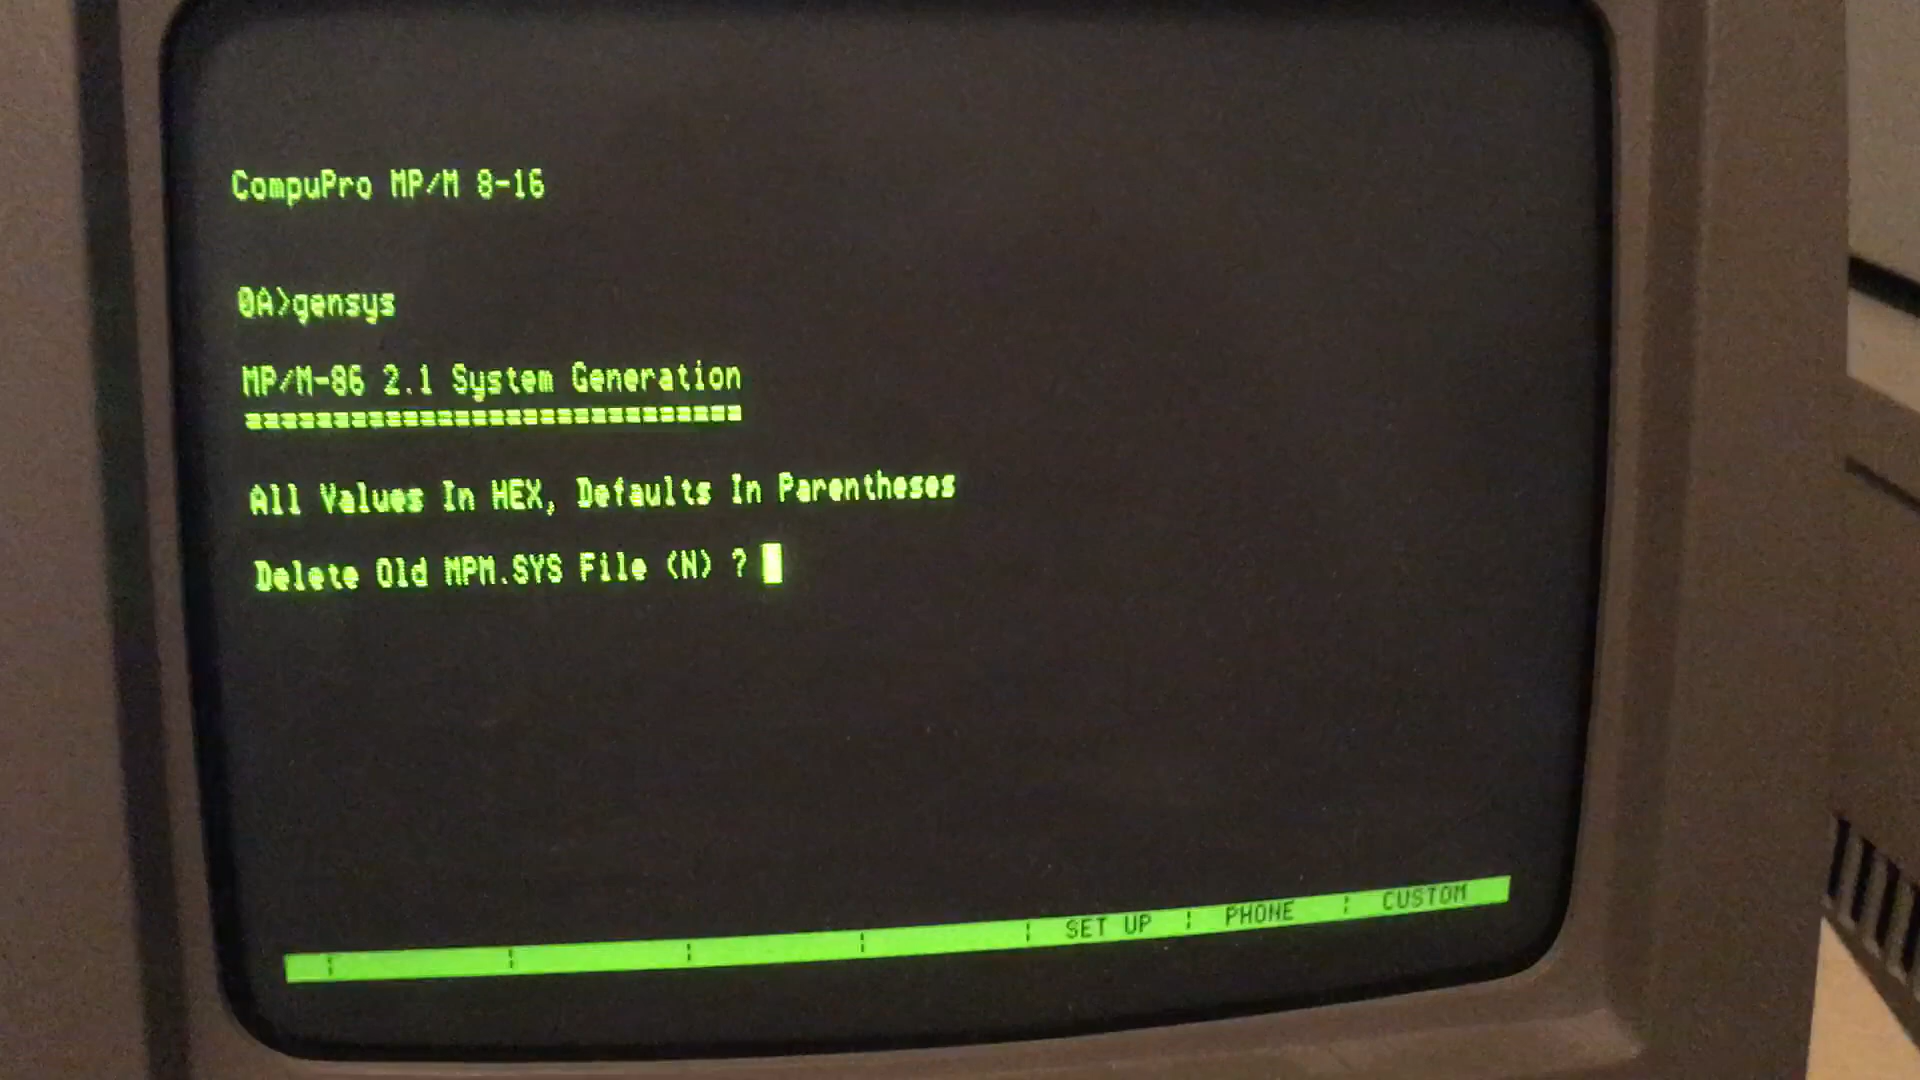 CompuPro MP/M 8-16
0A>gensys
MP/M-86 2.1 System Generation
============================
All Values In HEX, Defaults In Parentheses
Delete Old MPM.SYS File (N) ?
¦ ¦ ¦ ¦ ¦ SET UP ¦ PHONE ¦ CUSTOM